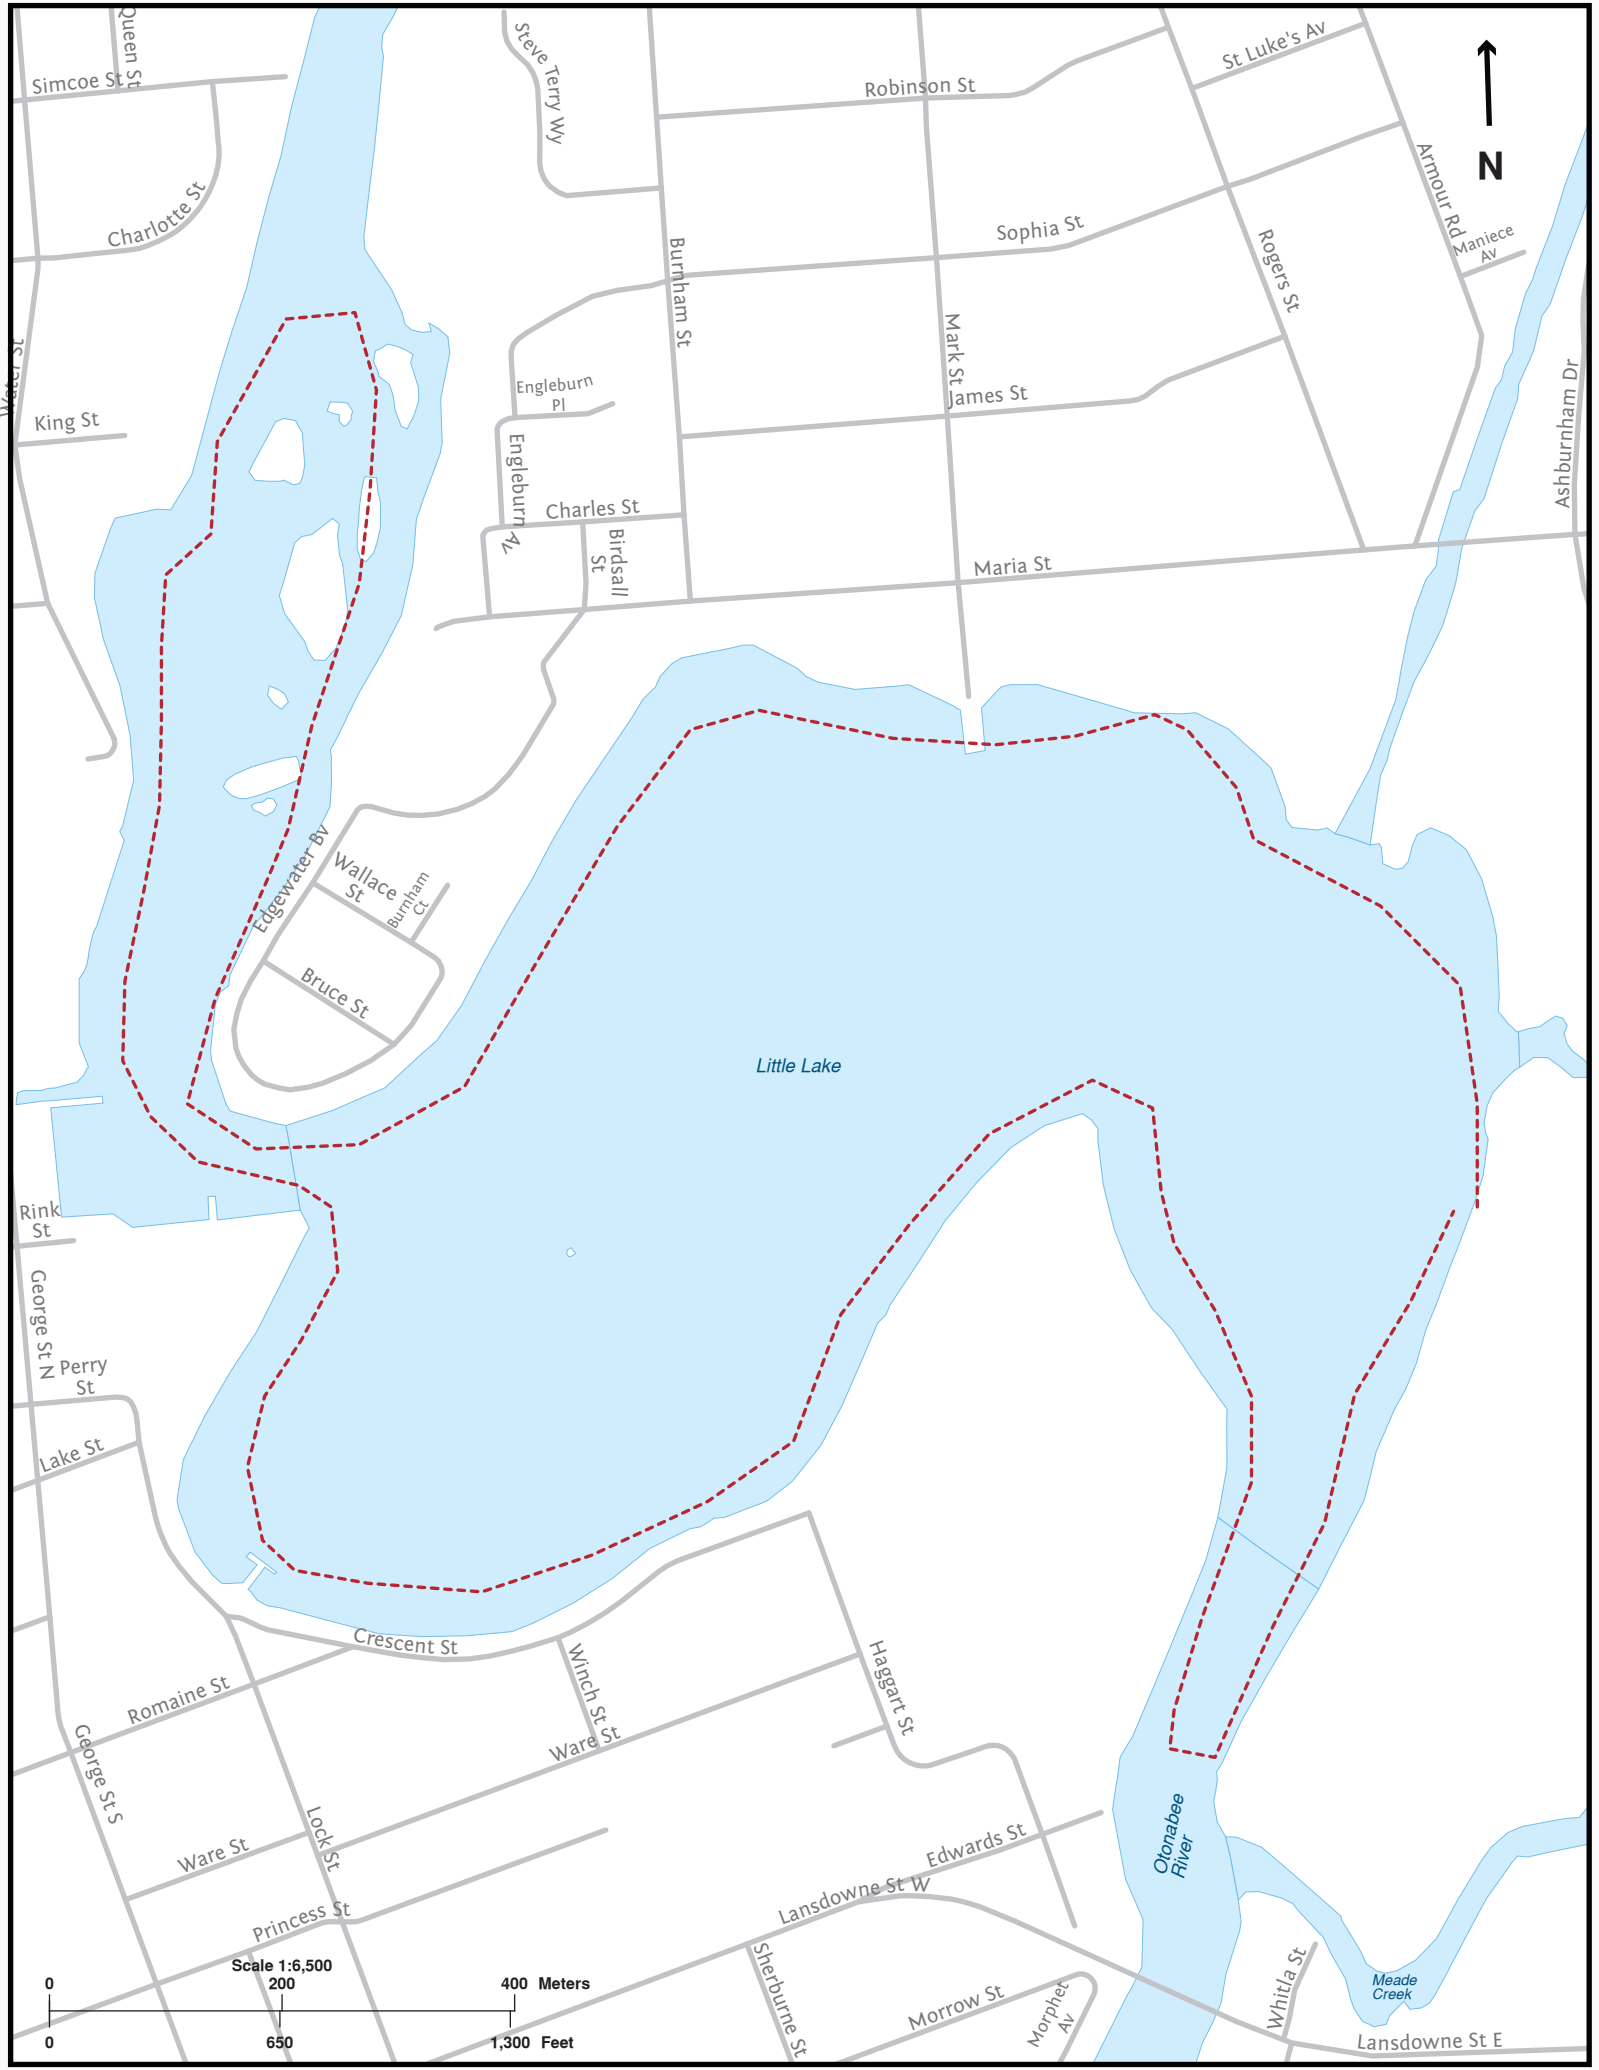 Queen St
Simcoe St
Steve Terry Wy
St Luke's Av
Robinson St
N
Armour Rd
Charlotte St
Sophia St
Maniece
Av
Rogers St
Burnham St
Mark St
Water St
Ashburnham Dr
Engleburn
Pl
James St
King St
Engleburn Av
Charles St
Birdsall
St
Maria St
Edgewater Bv
Wallace
St
Burnham
Ct
Bruce St
Little Lake
Rink
St
George St N
Perry
St
Lake St
Crescent St
Winch St
Haggart St
Romaine St
Ware St
George St S
Lock St
Otonabee
River
Ware St
Edwards St
Lansdowne St W
Princess St
Sherburne St
Whitla St
Meade
Creek
Morrow St
Morphet
Av
Lansdowne St E
Scale 1:6,500
0 200 400 Meters
0 650 1,300 Feet